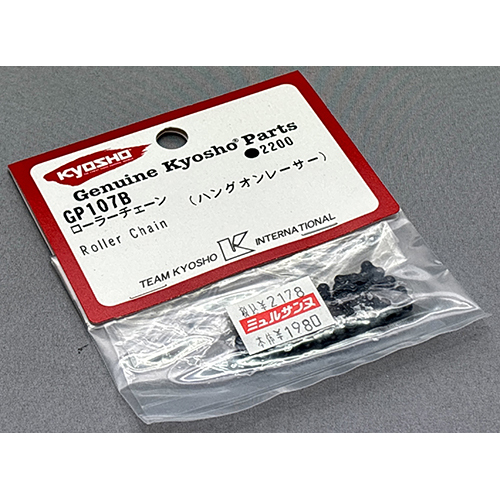 KYOSHO
Genuine Kyosho® Parts
GP107B
●2200
ローラーチェーン (ハングオンレーサー)
Roller Chain
TEAM KYOSHO K INTERNATIONAL
税込¥2178
ミュルサンヌ
本体¥1980